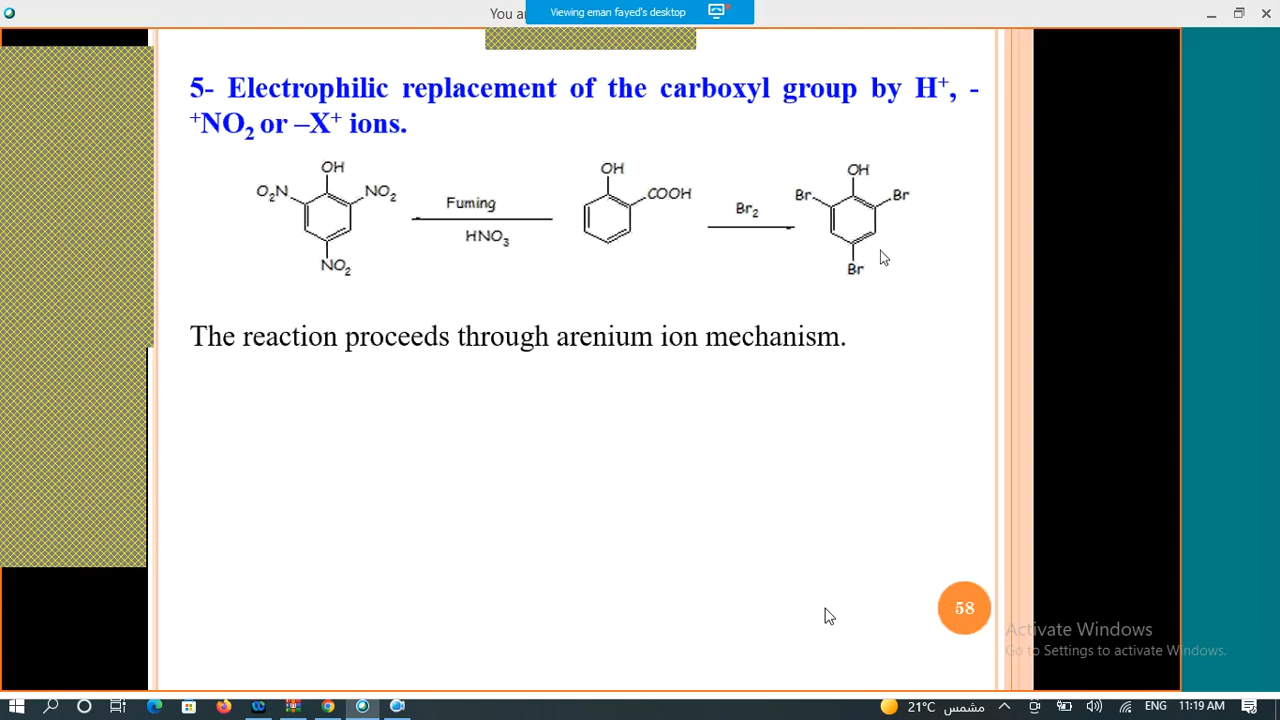 You a
Viewing eman fayed's desktop
5- Electrophilic replacement of the carboxyl group by H⁺, -
⁺NO₂ or –X⁺ ions.
OH
O₂N
NO₂
NO₂
Fuming
HNO₃
OH
COOH
Br₂
OH
Br
Br
Br
The reaction proceeds through arenium ion mechanism.
58
Activate Windows
Go to Settings to activate Windows.
21°C مشمس
ENG
11:19 AM